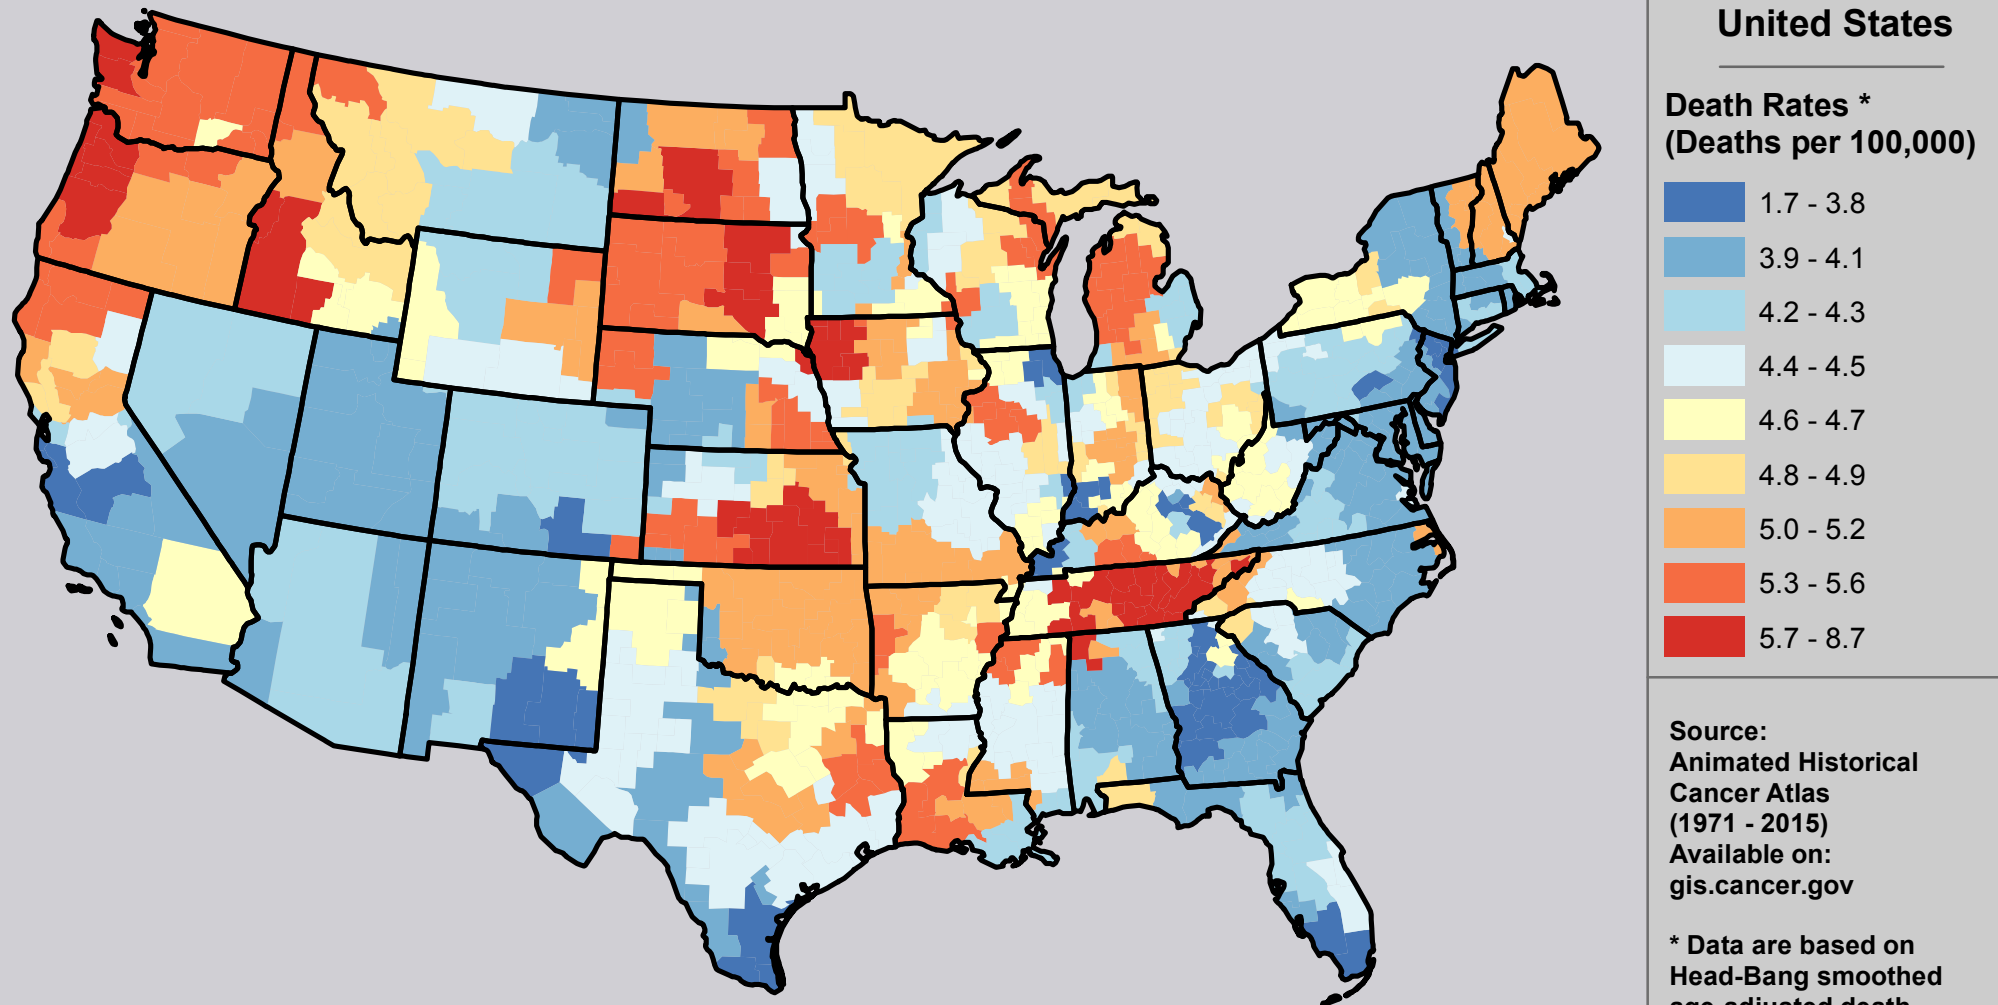 United States
Death Rates *
(Deaths per 100,000)
1.7 - 3.8
3.9 - 4.1
4.2 - 4.3
4.4 - 4.5
4.6 - 4.7
4.8 - 4.9
5.0 - 5.2
5.3 - 5.6
5.7 - 8.7
Source:
Animated Historical
Cancer Atlas
(1971 - 2015)
Available on:
gis.cancer.gov
* Data are based on
Head-Bang smoothed
age-adjusted death